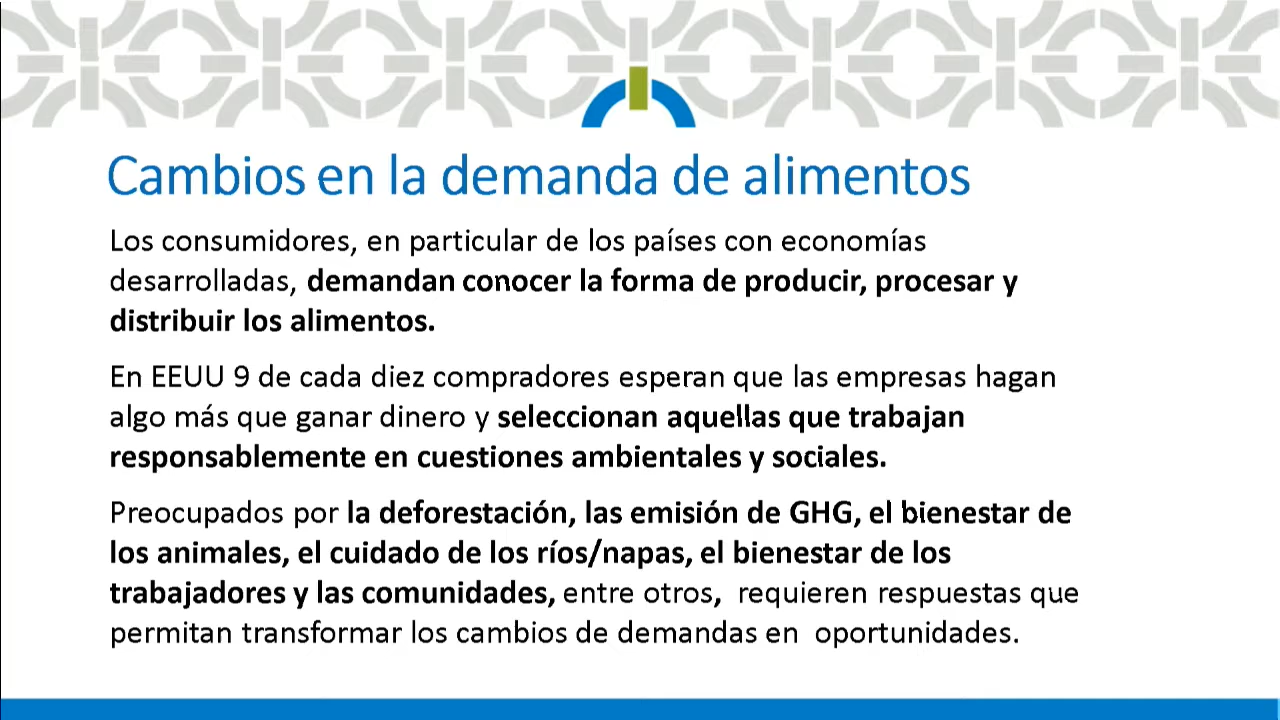 Cambios en la demanda de alimentos
Los consumidores, en particular de los países con economías
desarrolladas, demandan conocer la forma de producir, procesar y
distribuir los alimentos.
En EEUU 9 de cada diez compradores esperan que las empresas hagan
algo más que ganar dinero y seleccionan aquellas que trabajan
responsablemente en cuestiones ambientales y sociales.
Preocupados por la deforestación, las emisión de GHG, el bienestar de
los animales, el cuidado de los ríos/napas, el bienestar de los
trabajadores y las comunidades, entre otros, requieren respuestas que
permitan transformar los cambios de demandas en oportunidades.